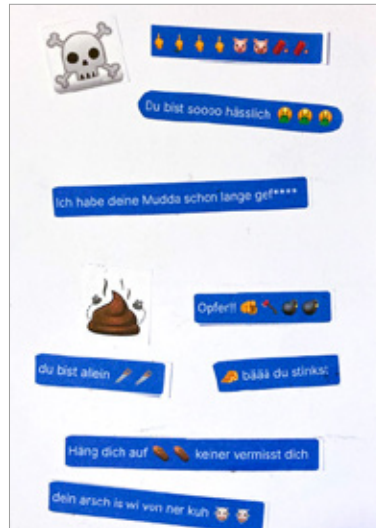 🖕🖕🖕🖕🐷🐷
Du bist soooo hässlich 🤮🤮🤮
Ich habe deine Mudda schon lange gef****
Opfer!! 👊🪓💣💣
du bist allein
bäää du stinkst
Häng dich auf ⚰️⚰️ keiner vermisst dich
dein arsch is wi von ner kuh 🐮🐮